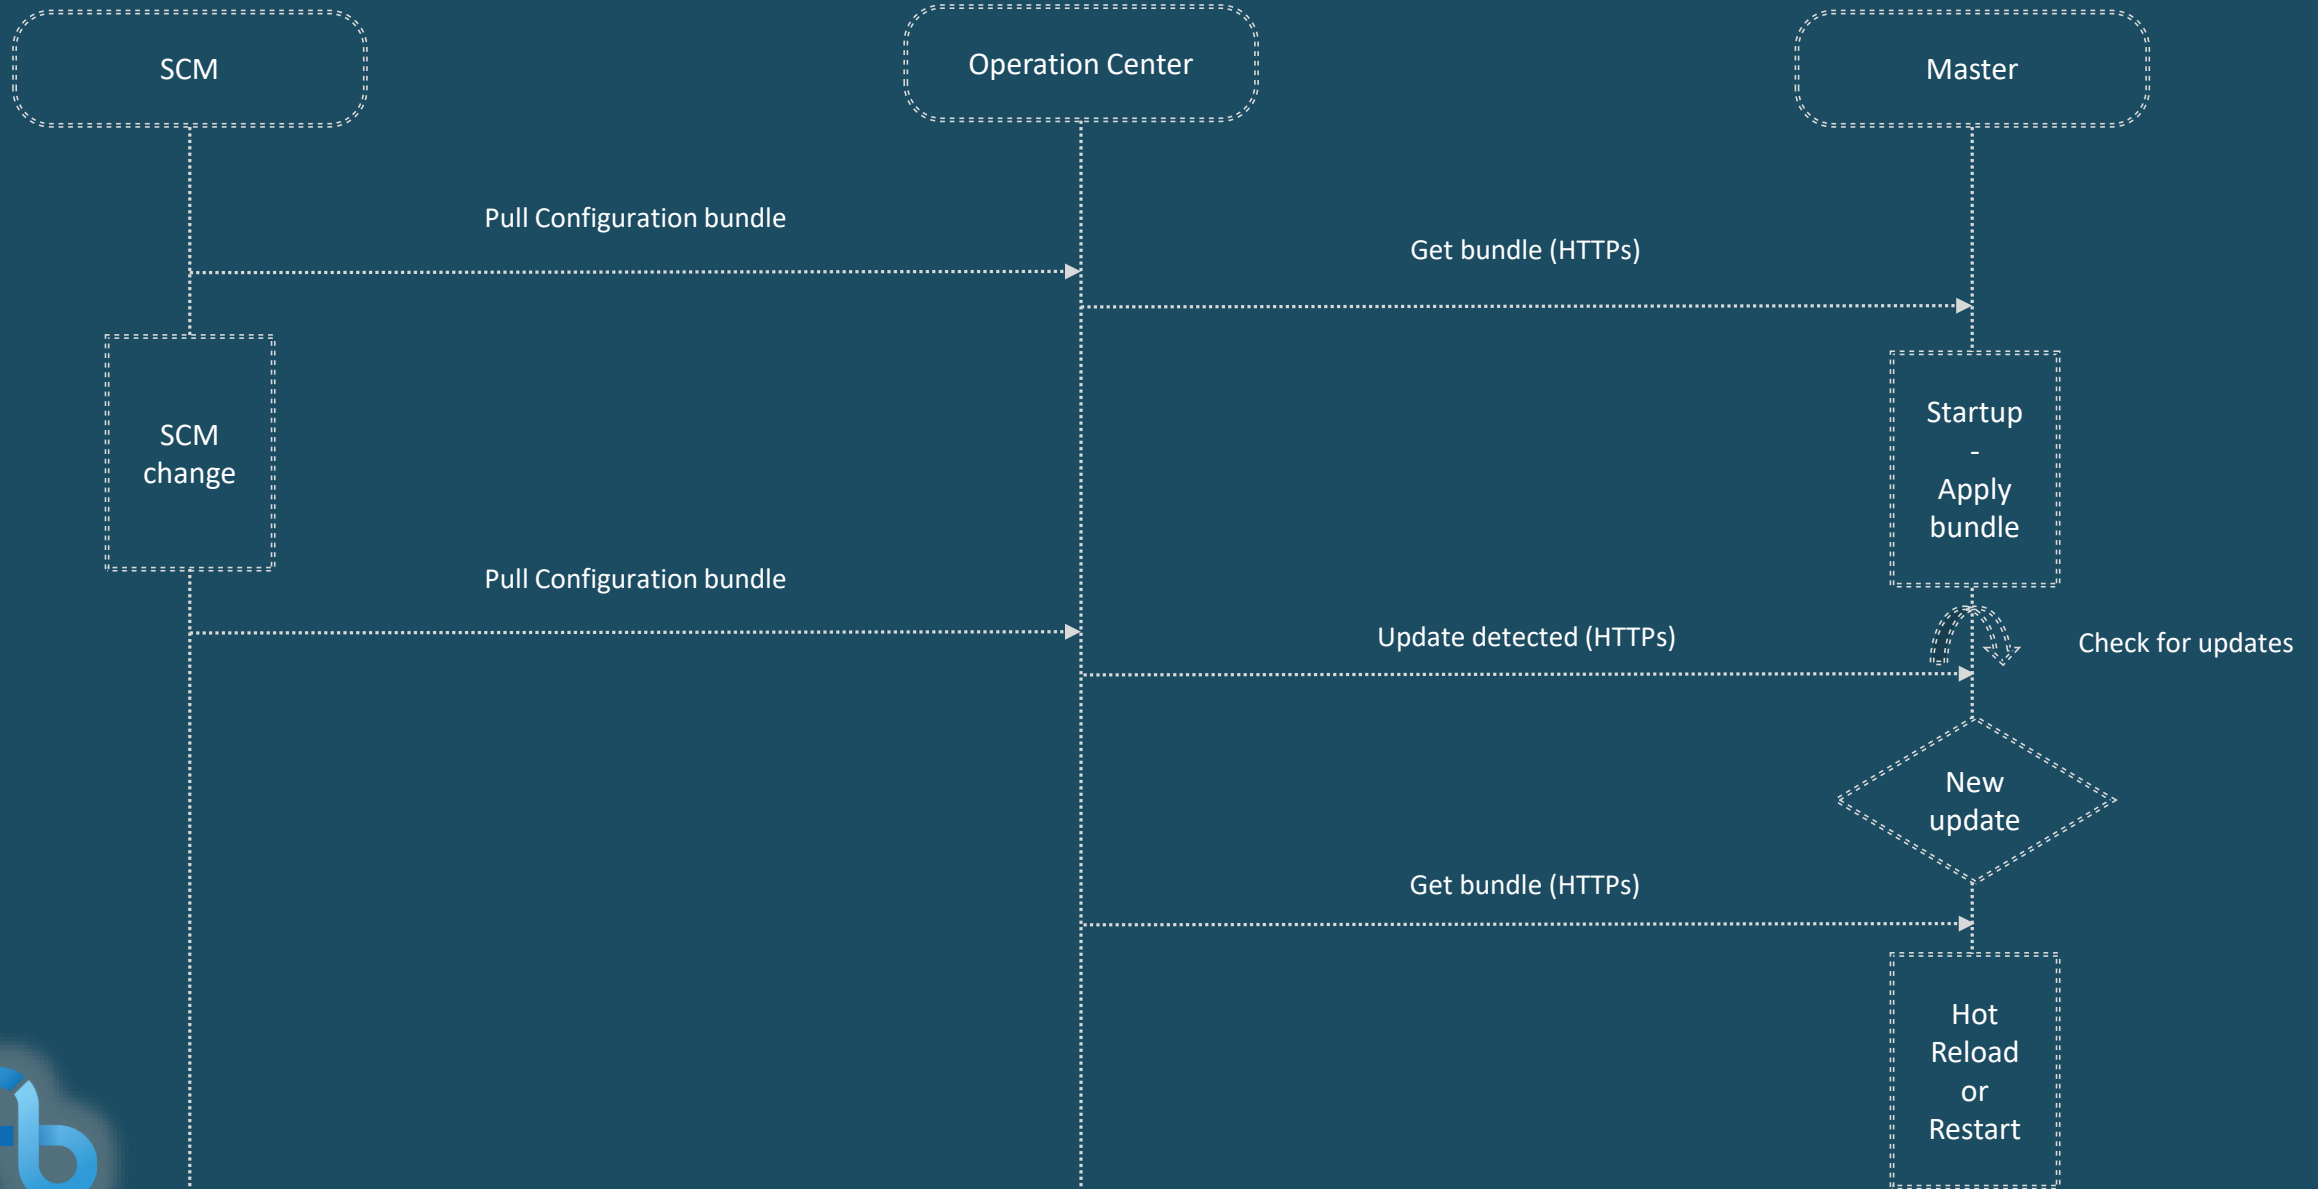 SCM
Operation Center
Master
Pull Configuration bundle
Get bundle (HTTPs)
SCM
change
Startup
-
Apply
bundle
Pull Configuration bundle
Update detected (HTTPs)
Check for updates
New
update
Get bundle (HTTPs)
Hot
Reload
or
Restart